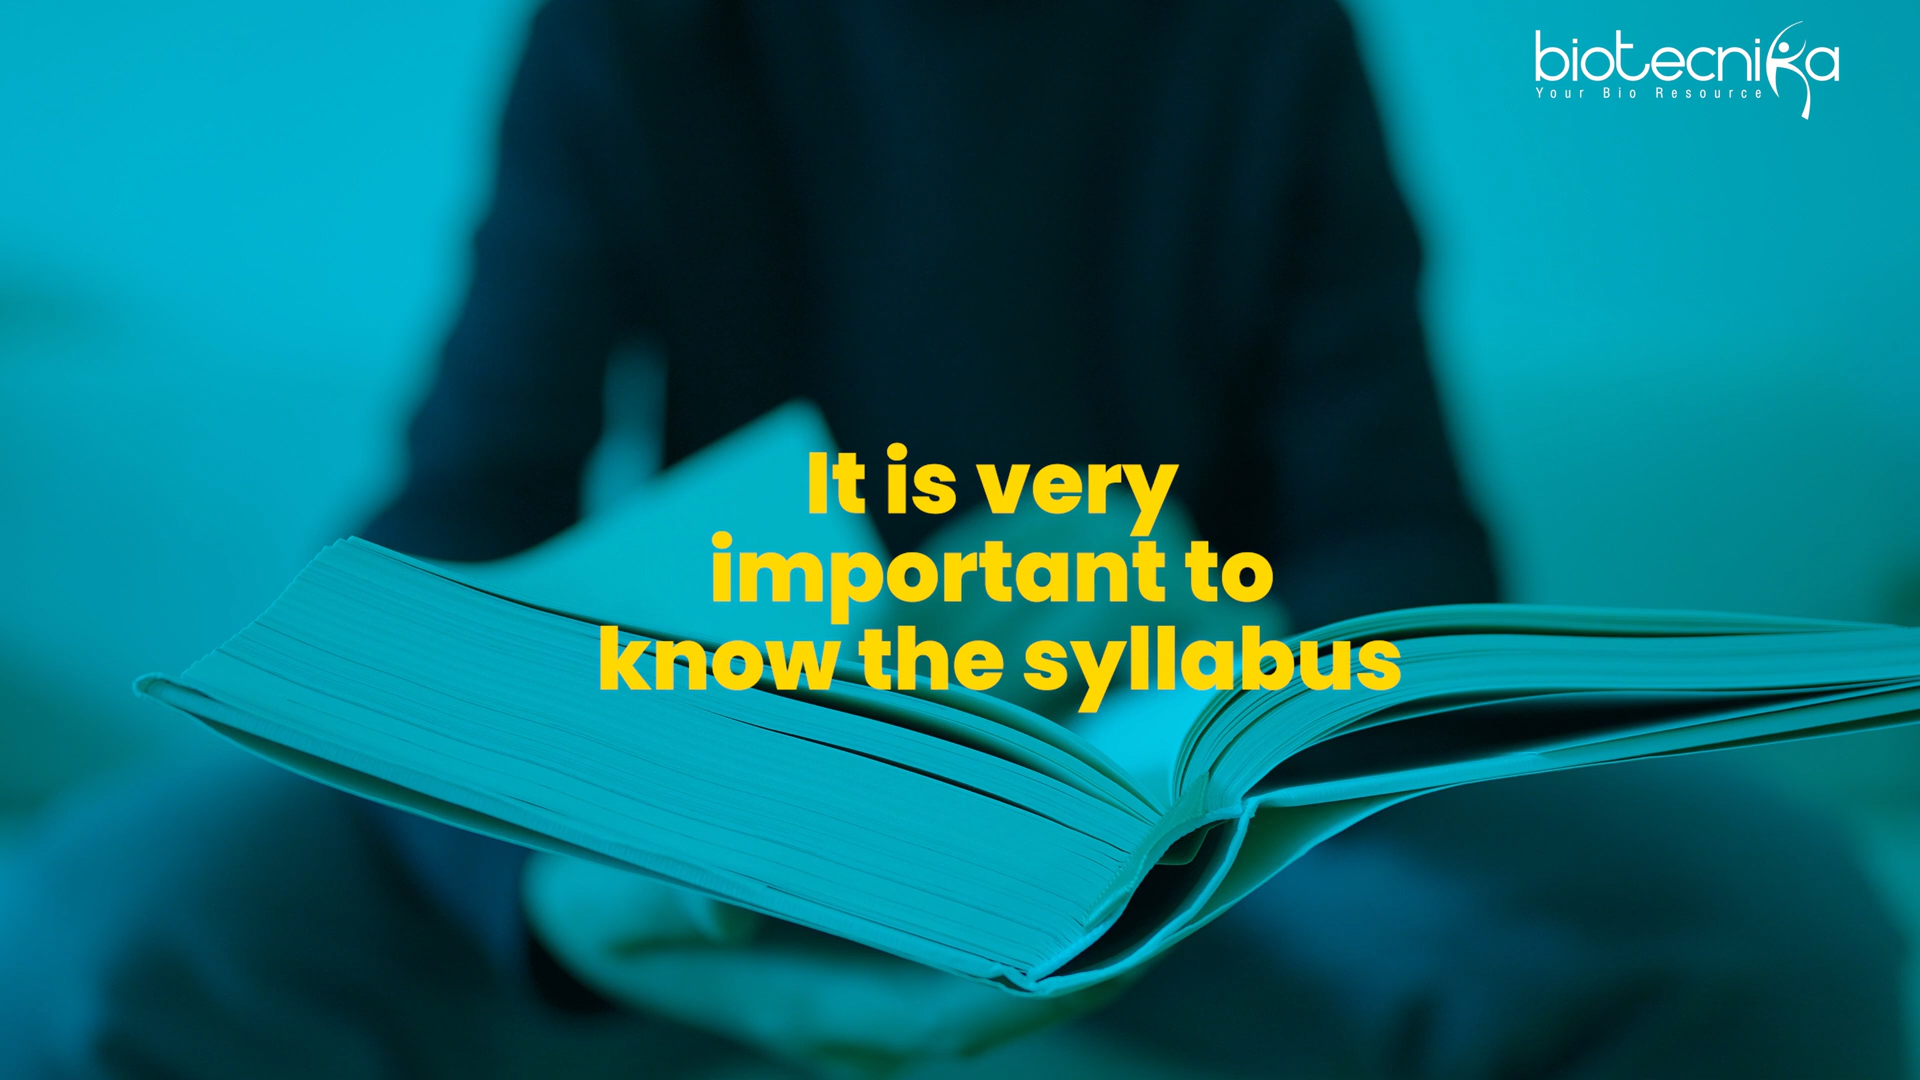 biotecnika
Your Bio Resource
It is very
important to
know the syllabus